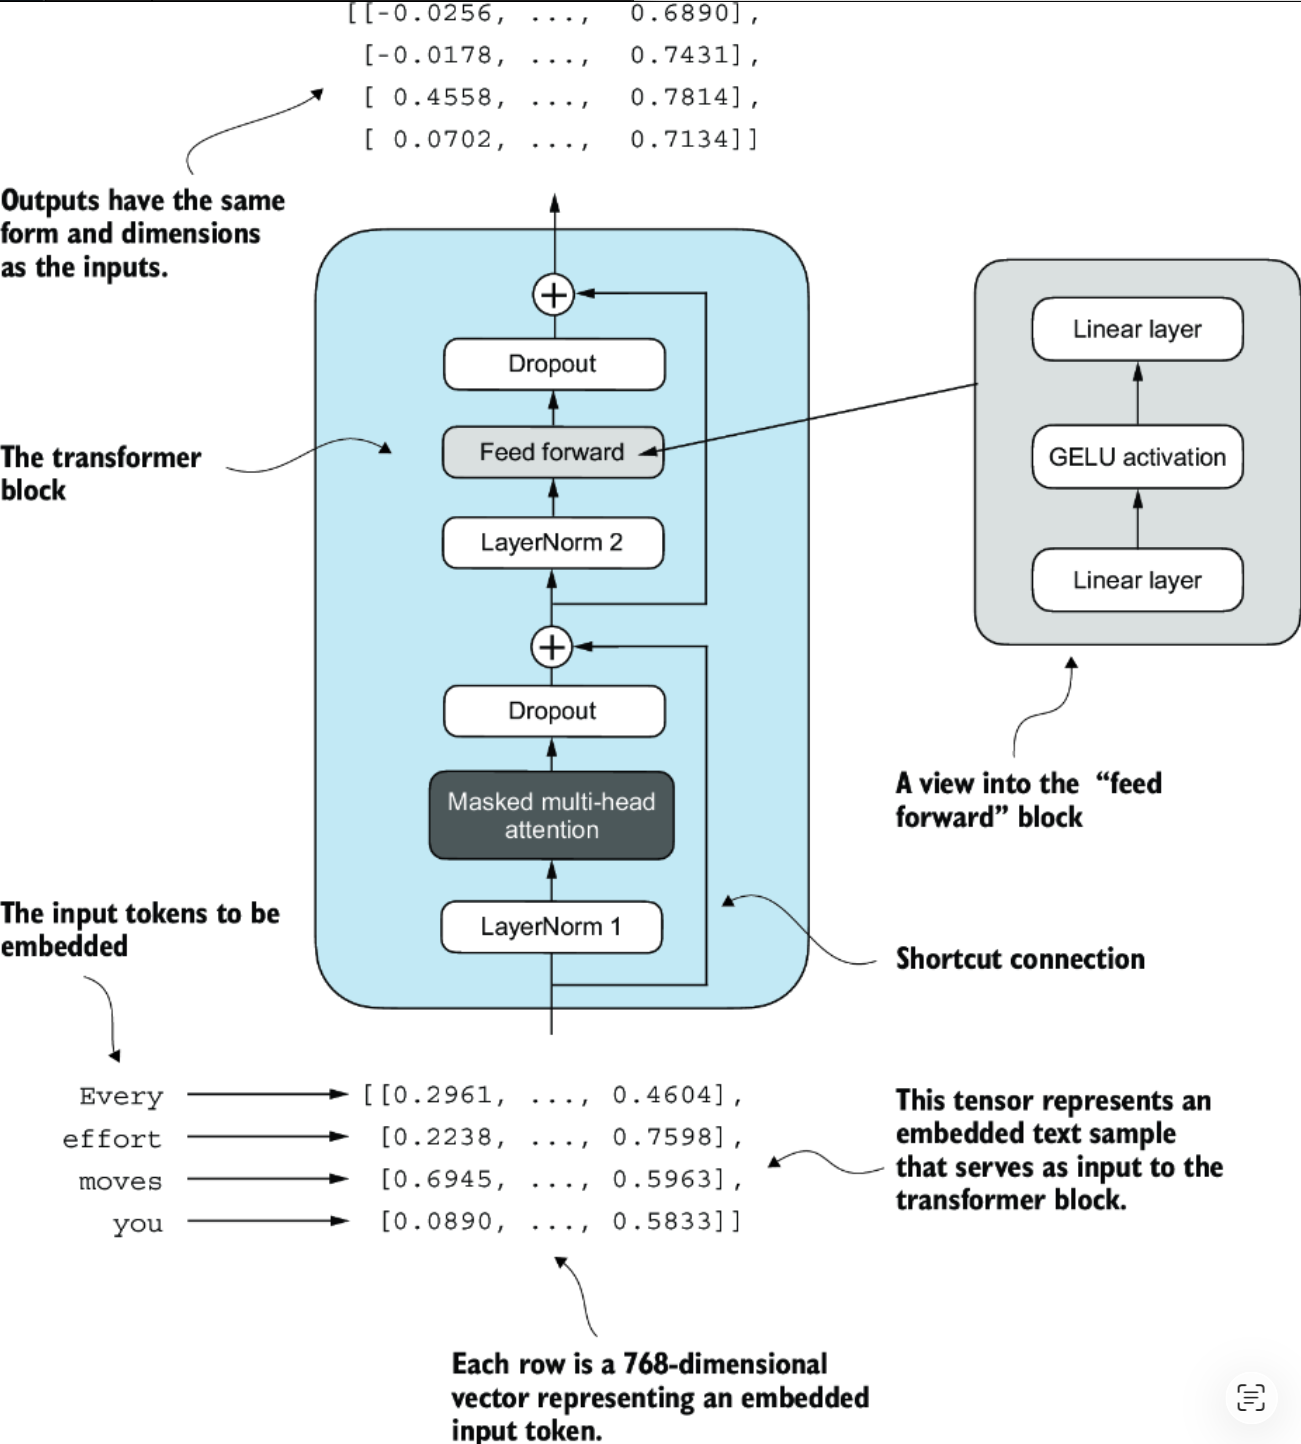 [[-0.0256, ..., 0.6890],
[-0.0178, ..., 0.7431],
[ 0.4558, ..., 0.7814],
[ 0.0702, ..., 0.7134]]
Outputs have the same
form and dimensions
as the inputs.
Dropout
Feed forward
LayerNorm 2
Dropout
Masked multi-head
attention
LayerNorm 1
Linear layer
GELU activation
Linear layer
The transformer
block
A view into the “feed
forward” block
The input tokens to be
embedded
Shortcut connection
Every [[0.2961, ..., 0.4604],
effort [0.2238, ..., 0.7598],
moves [0.6945, ..., 0.5963],
you [0.0890, ..., 0.5833]]
This tensor represents an
embedded text sample
that serves as input to the
transformer block.
Each row is a 768-dimensional
vector representing an embedded
input token.